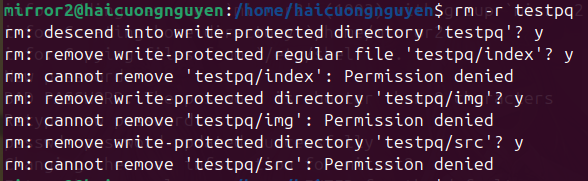 mirror2@haicuongnguyen:/home/haicuongnguyen$ rm -r testpq
rm: descend into write-protected directory 'testpq'? y
rm: remove write-protected regular file 'testpq/index'? y
rm: cannot remove 'testpq/index': Permission denied
rm: remove write-protected directory 'testpq/img'? y
rm: cannot remove 'testpq/img': Permission denied
rm: remove write-protected directory 'testpq/src'? y
rm: cannot remove 'testpq/src': Permission denied